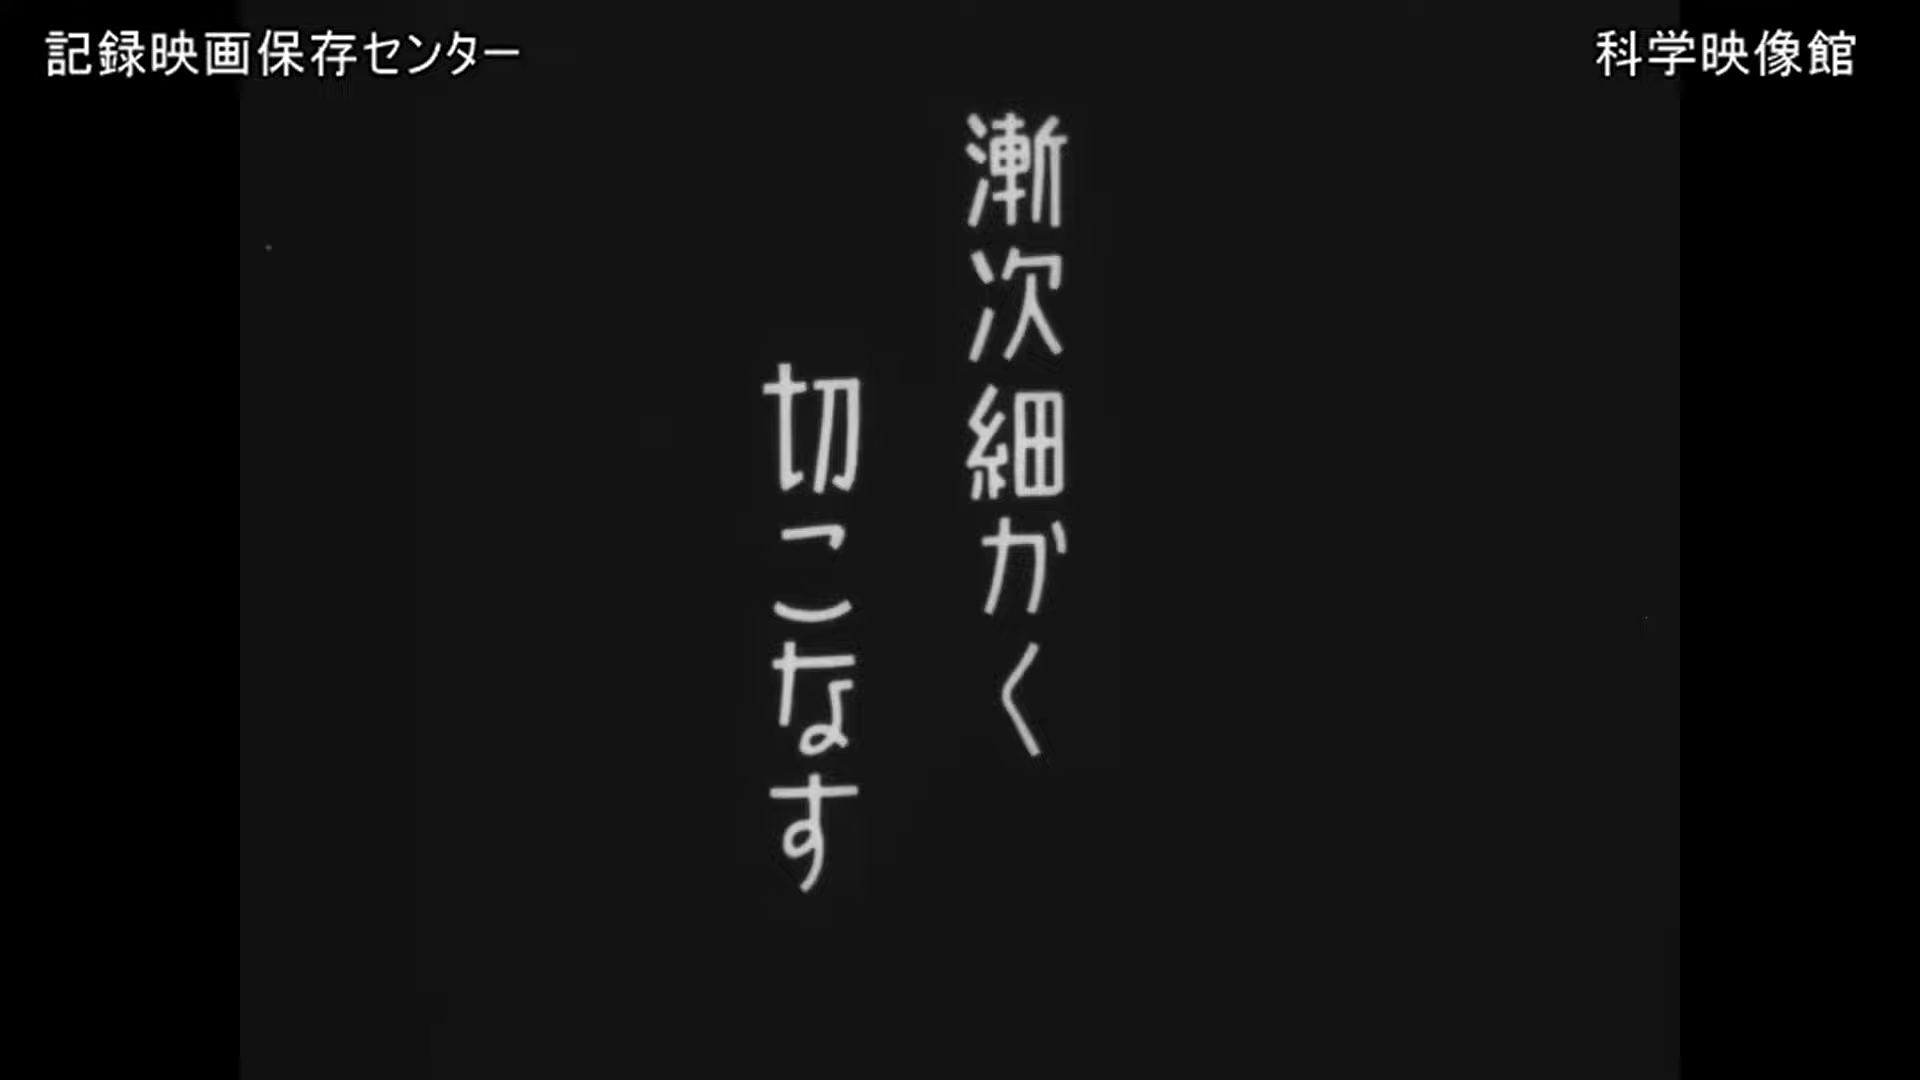 記録映画保存センター
科学映像館
漸次細かく
切こなす